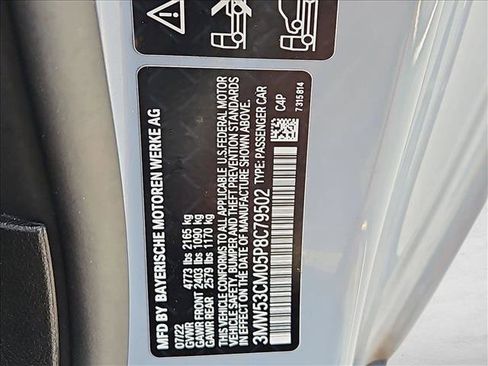 MFD BY BAYERISCHE MOTOREN WERKE AG
07/22
GVWR 4773 lbs 2165 kg
GAWR FRONT 2403 lbs 1090 kg
GAWR REAR 2579 lbs 1170 kg
THIS VEHICLE CONFORMS TO ALL APPLICABLE U.S. FEDERAL MOTOR
VEHICLE SAFETY, BUMPER AND THEFT PREVENTION STANDARDS IN
EFFECT ON THE DATE OF MANUFACTURE SHOWN ABOVE.
3MW53CM05P8C79502 TYPE: PASSENGER CAR
C4P
7315814